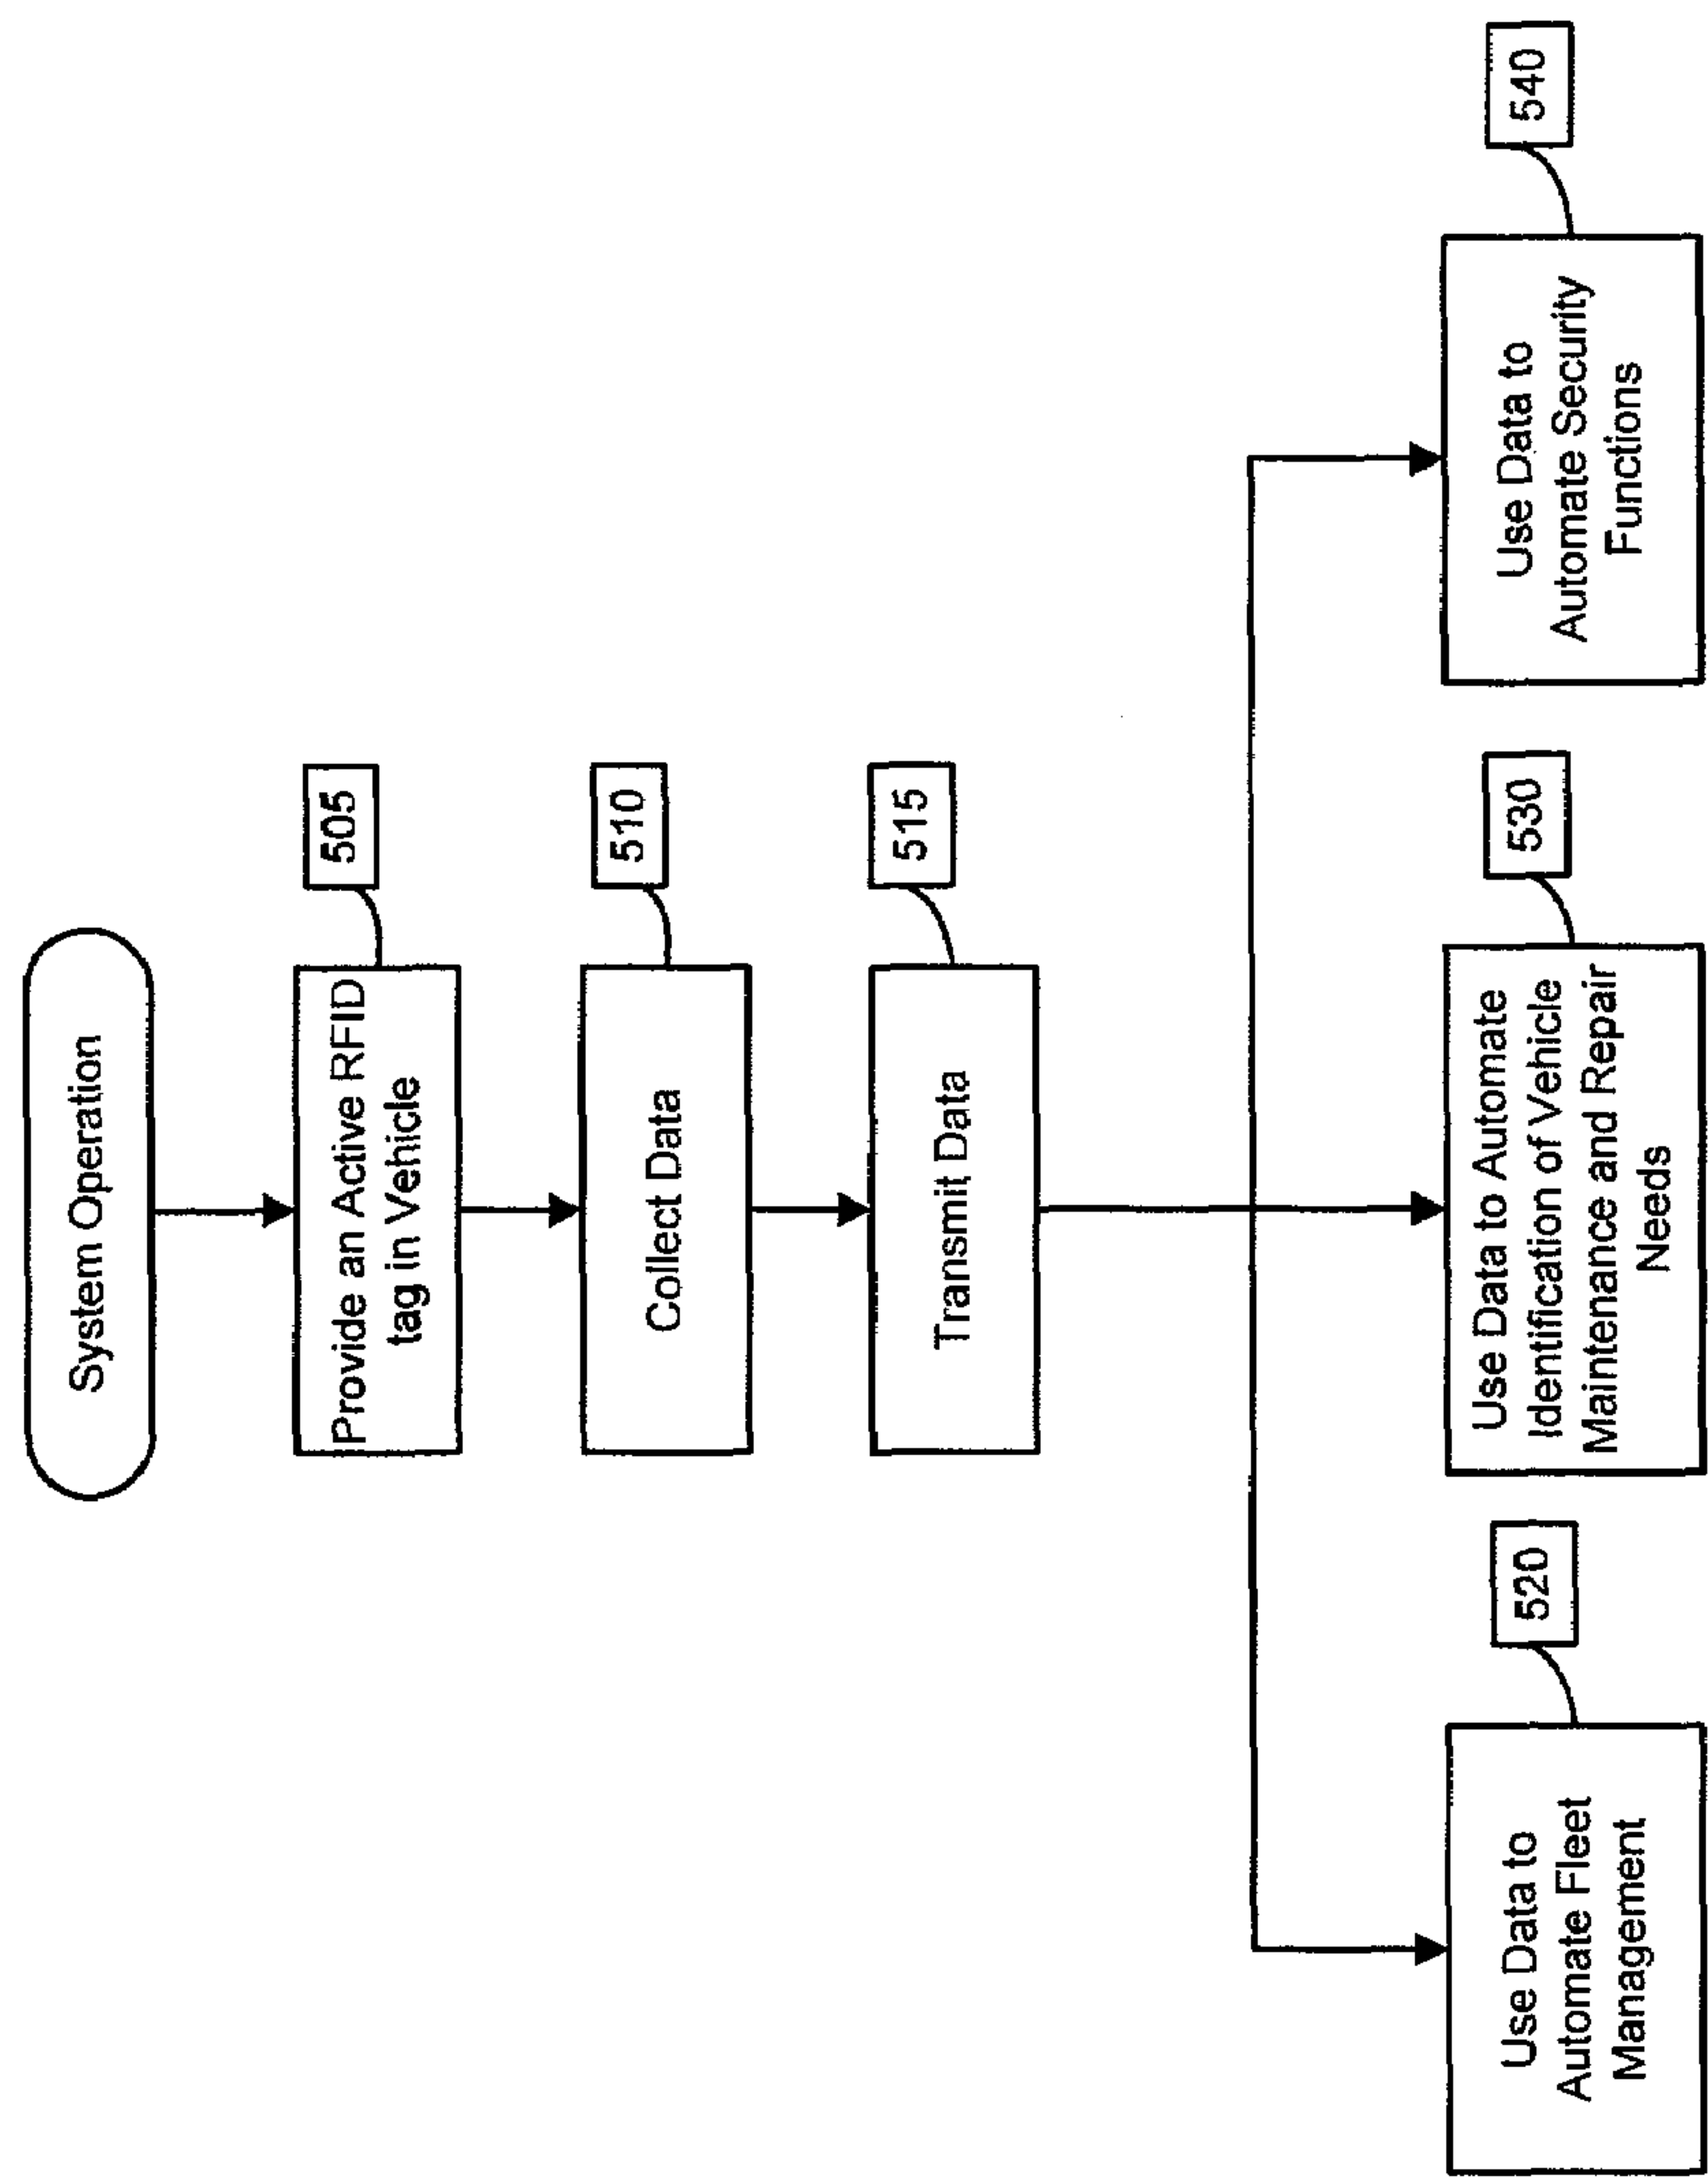 System Operation
Provide an Active RFID
tag in Vehicle
505
Collect Data
510
Transmit Data
515
Use Data to
Automate Fleet
Management
520
Use Data to Automate
Identification of Vehicle
Maintenance and Repair
Needs
530
Use Data to
Automate Security
Functions
540